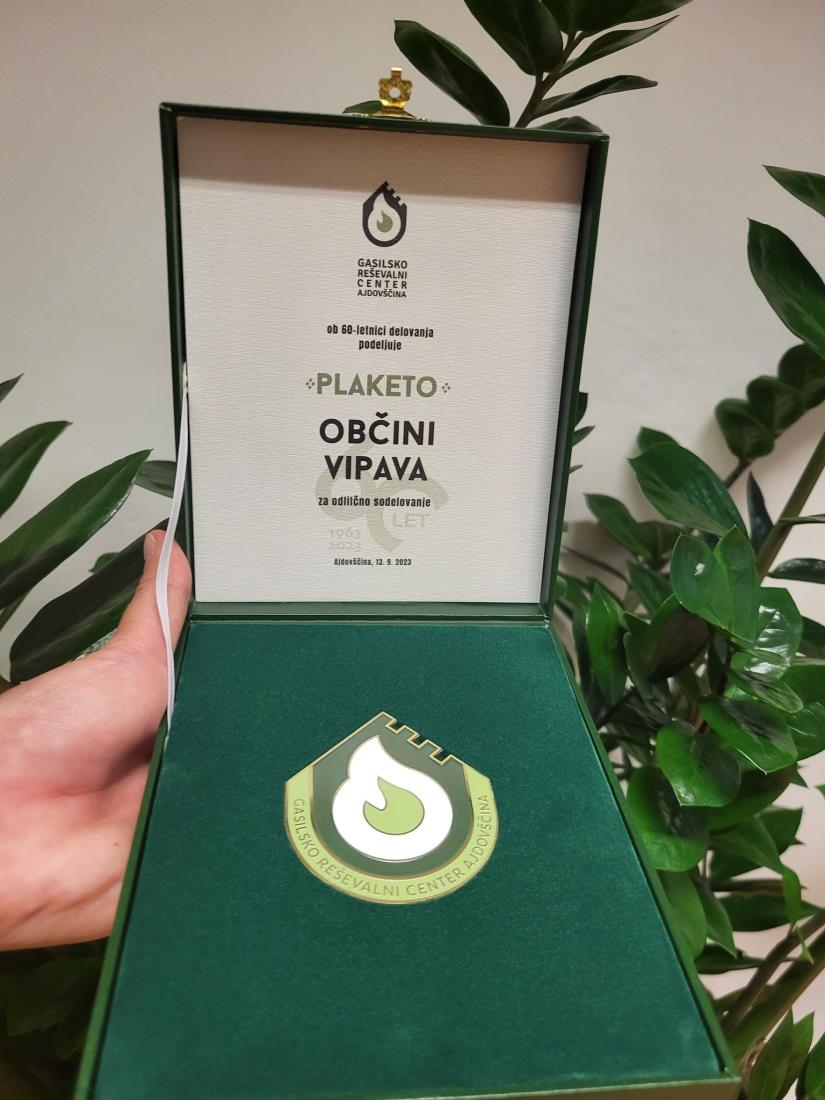 GASILSKO
REŠEVALNI
CENTER
AJDOVŠČINA
ob 60-letnici delovanja
podeljuje
PLAKETO
OBČINI
VIPAVA
za odlično sodelovanje
LET
1963
2023
Ajdovščina, 13. 9. 2023
GASILSKO REŠEVALNI CENTER AJDOVŠČINA